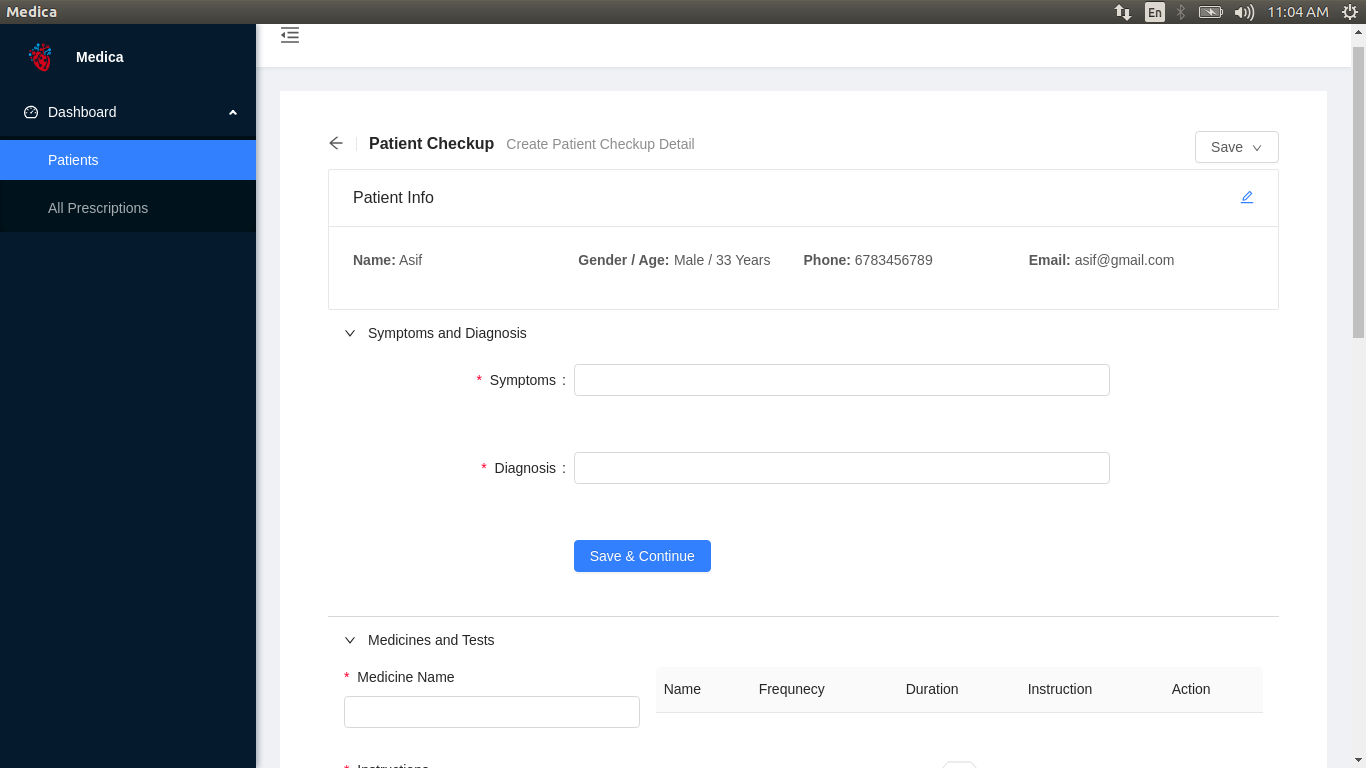 Medica
En
11:04 AM
Medica
Dashboard
Patients
All Prescriptions
Patient Checkup Create Patient Checkup Detail
Save
Patient Info
Name: Asif Gender / Age: Male / 33 Years Phone: 6783456789 Email: asif@gmail.com
Symptoms and Diagnosis
* Symptoms :
* Diagnosis :
Save & Continue
Medicines and Tests
* Medicine Name
Name Frequnecy Duration Instruction Action
* Instructions